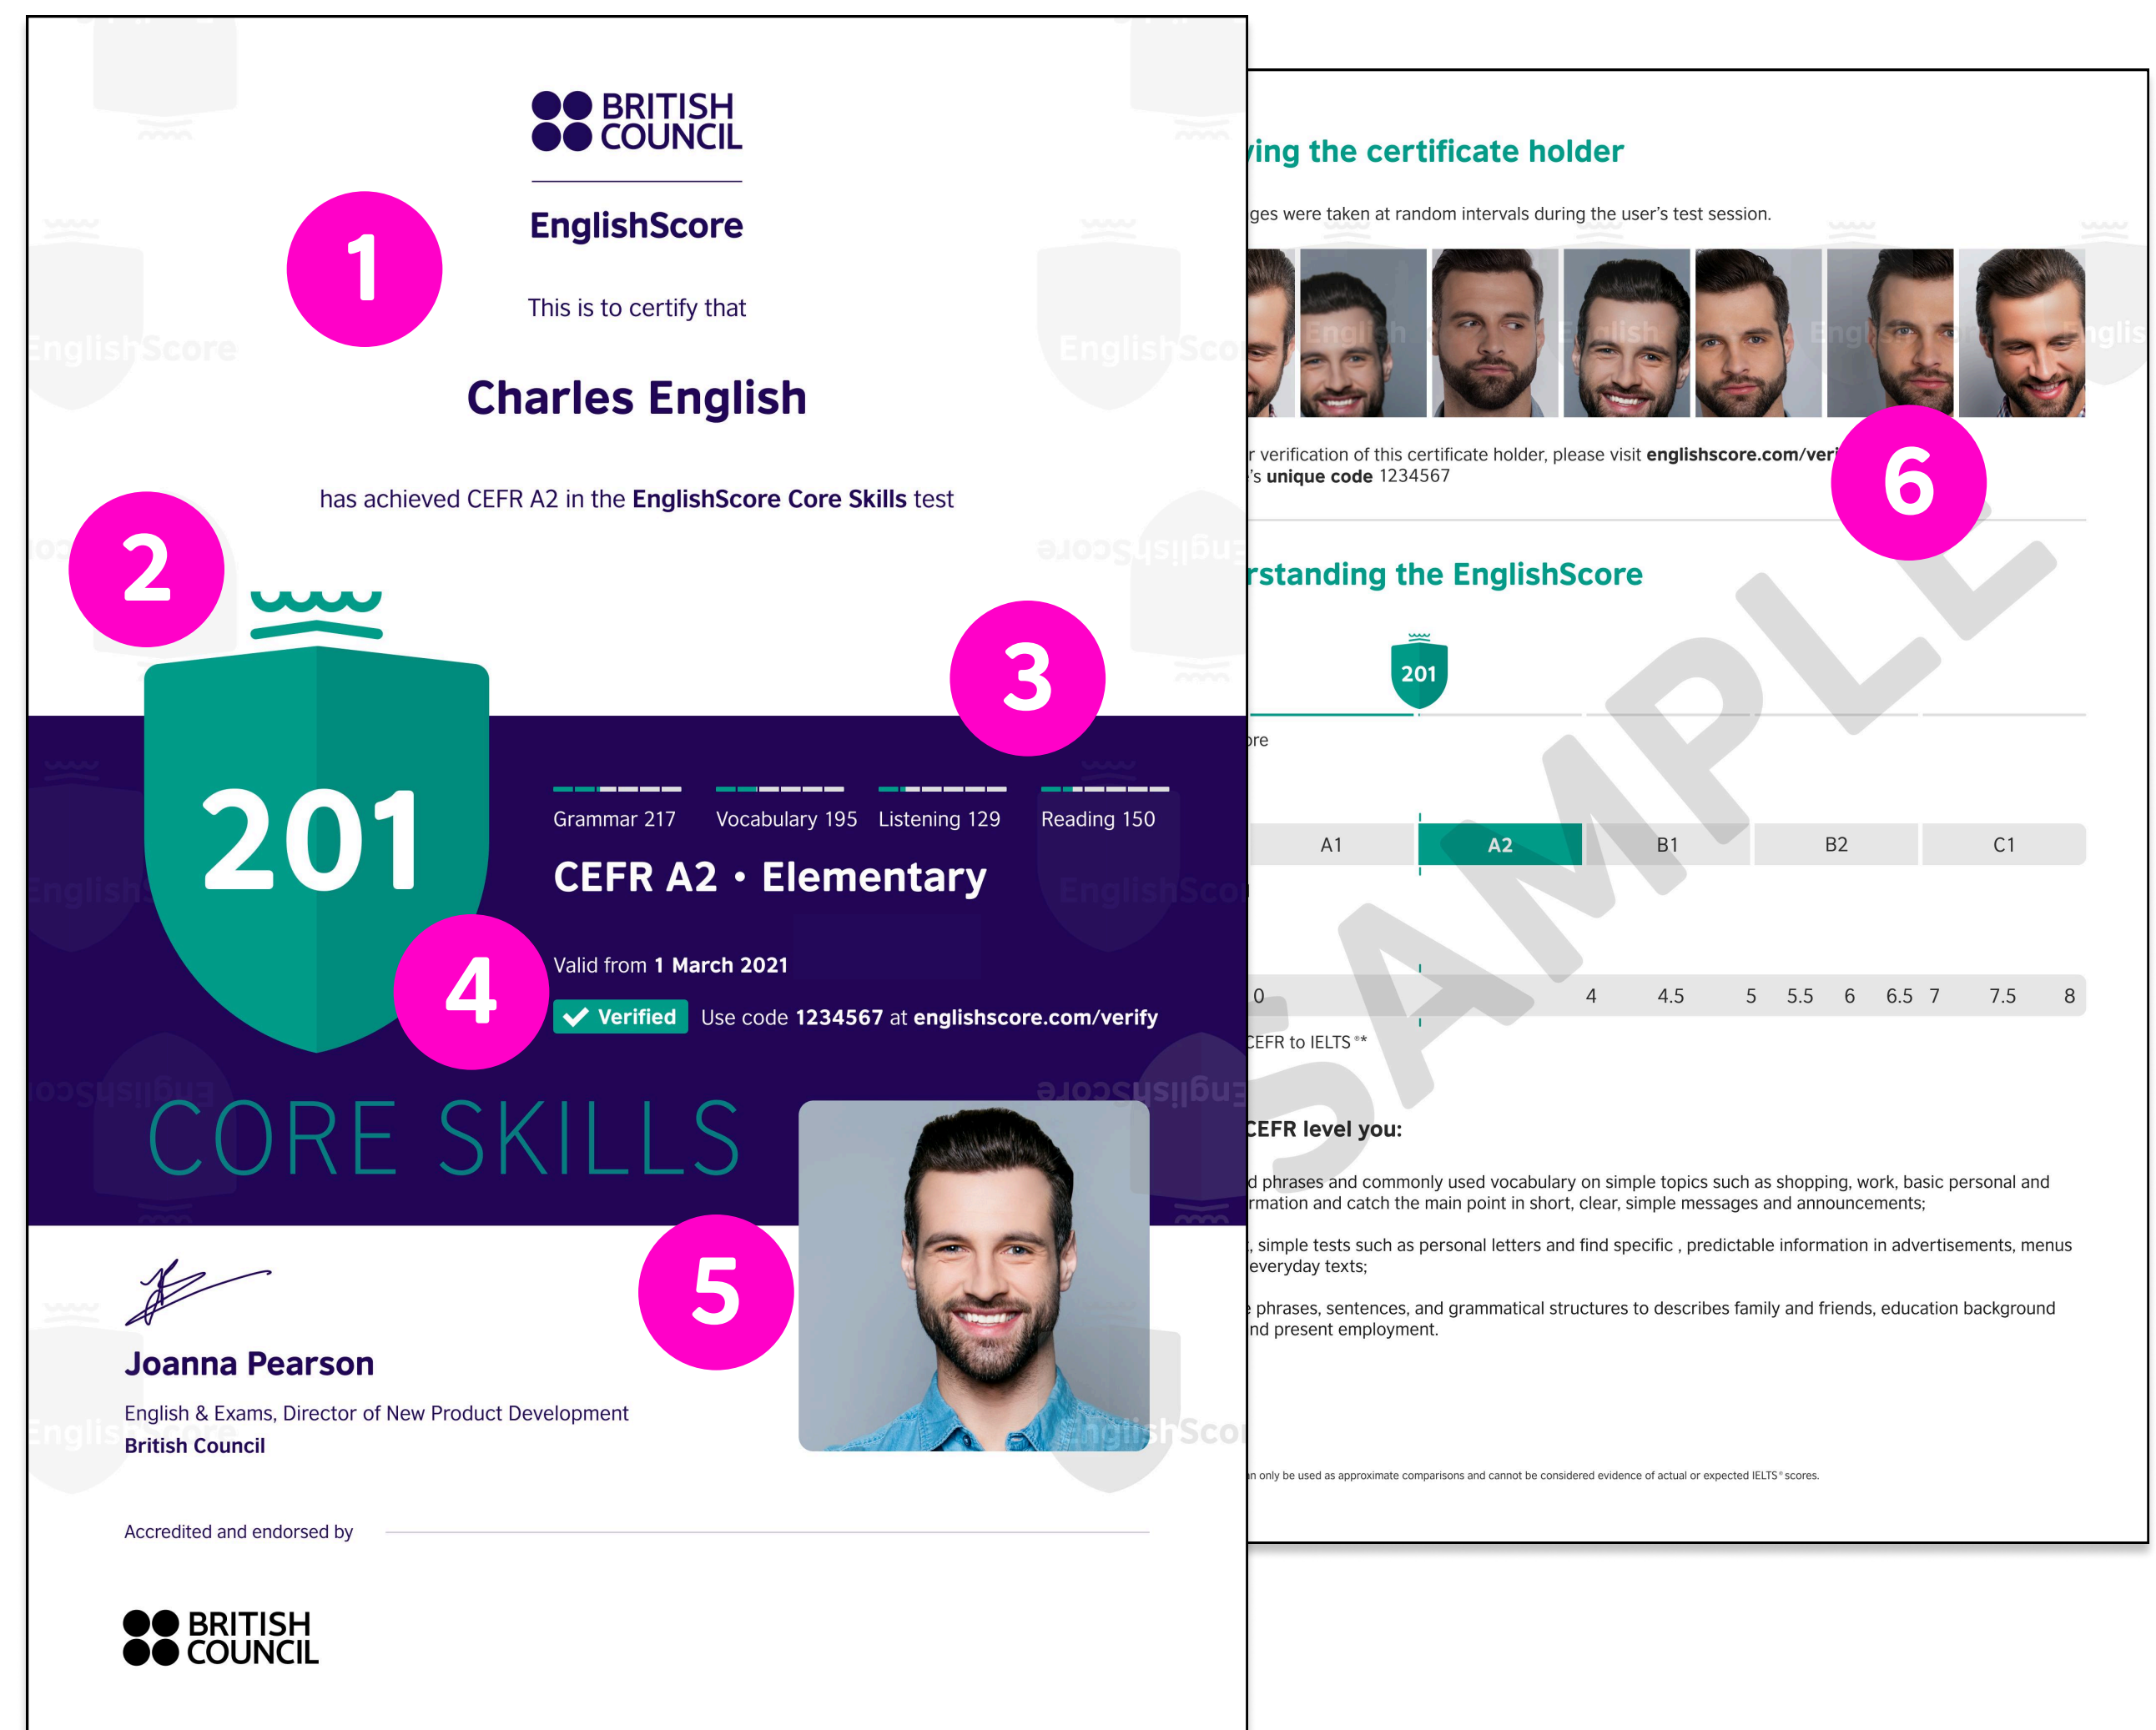 BRITISH
COUNCIL
EnglishScore
1
This is to certify that
Charles English
has achieved CEFR A2 in the EnglishScore Core Skills test
2
3
201
Grammar 217 Vocabulary 195 Listening 129 Reading 150
CEFR A2 • Elementary
4
Valid from 1 March 2021
Verified Use code 1234567 at englishscore.com/verify
CORE SKILLS
5
Joanna Pearson
English & Exams, Director of New Product Development
British Council
Accredited and endorsed by
BRITISH
COUNCIL
ying the certificate holder
ges were taken at random intervals during the user's test session.
r verification of this certificate holder, please visit englishscore.com/veri
's unique code 1234567
6
rstanding the EnglishScore
201
ore
A1 A2 B1 B2 C1
0 4 4.5 5 5.5 6 6.5 7 7.5 8
CEFR to IELTS®*
SAMPLE
CEFR level you:
d phrases and commonly used vocabulary on simple topics such as shopping, work, basic personal and
rmation and catch the main point in short, clear, simple messages and announcements;
, simple tests such as personal letters and find specific , predictable information in advertisements, menus
everyday texts;
e phrases, sentences, and grammatical structures to describes family and friends, education background
nd present employment.
n only be used as approximate comparisons and cannot be considered evidence of actual or expected IELTS® scores.
EnglishScore